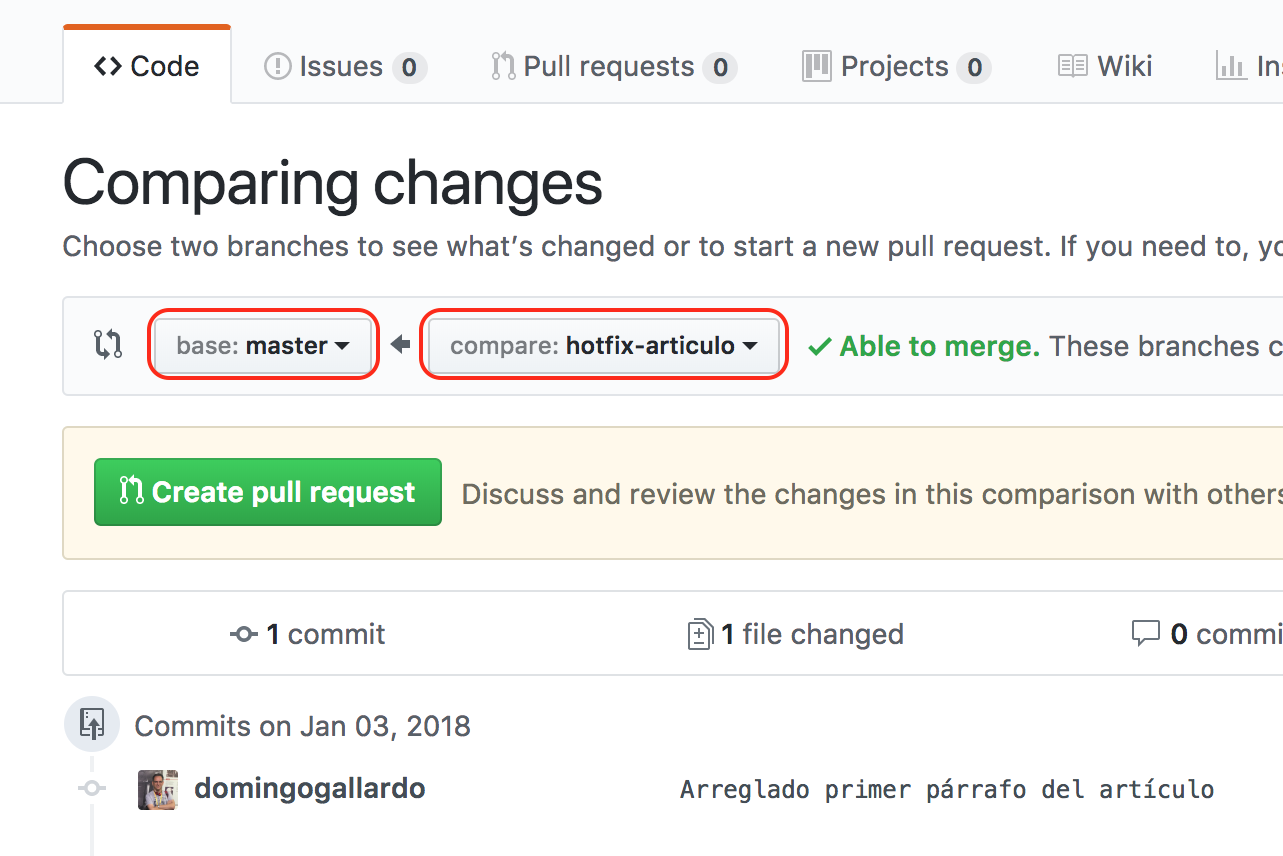 Code Issues 0 Pull requests 0 Projects 0 Wiki
Comparing changes
Choose two branches to see what's changed or to start a new pull request. If you need to,
base: master compare: hotfix-articulo Able to merge. These branches
Create pull request Discuss and review the changes in this comparison with others
1 commit 1 file changed 0
Commits on Jan 03, 2018
domingogallardo Arreglado primer párrafo del artículo